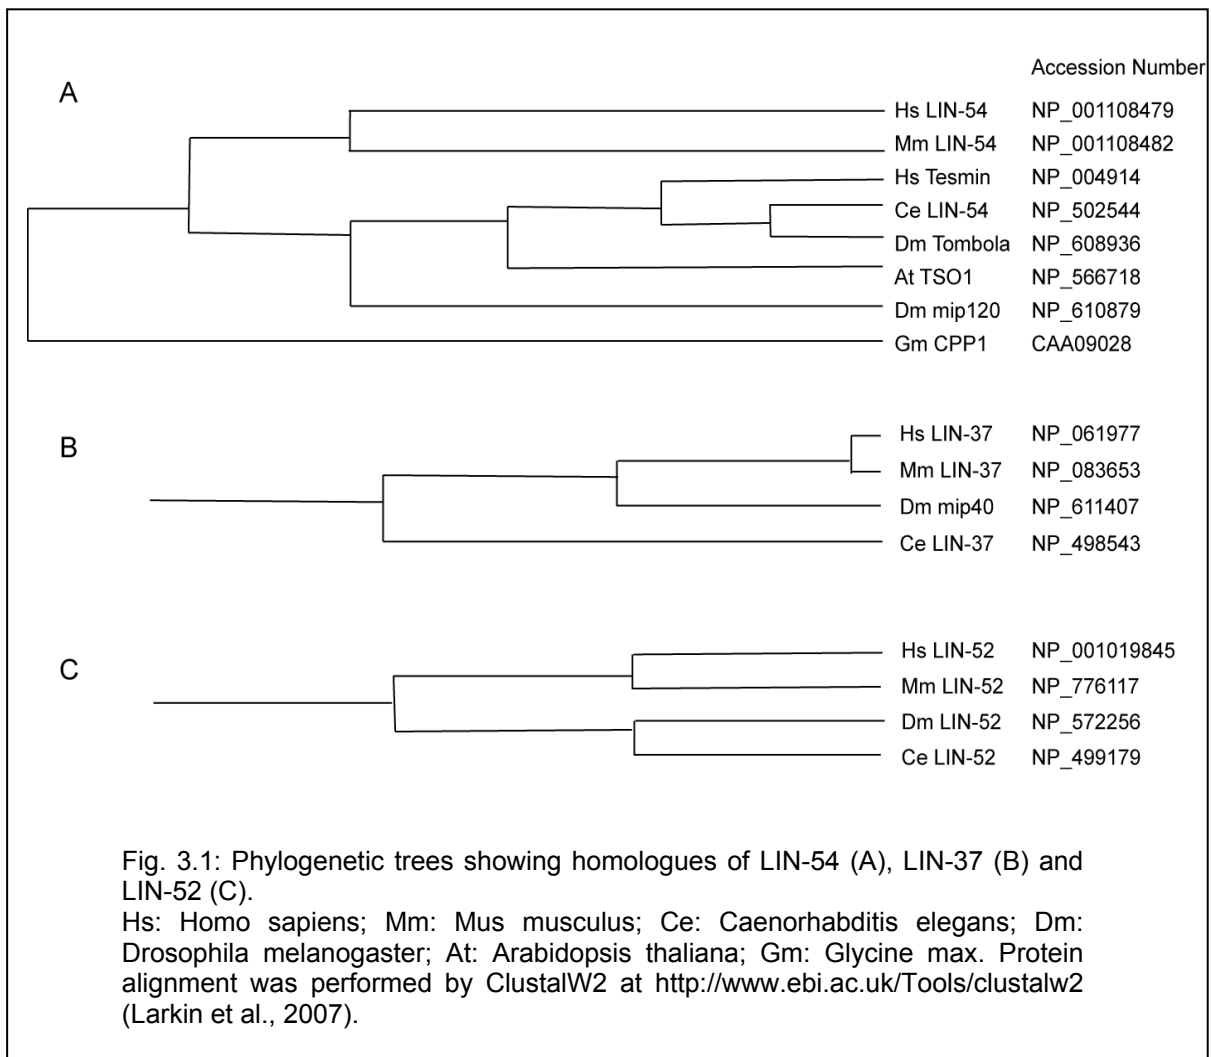 Accession Number
A
Hs LIN-54 NP_001108479
Mm LIN-54 NP_001108482
Hs Tesmin NP_004914
Ce LIN-54 NP_502544
Dm Tombola NP_608936
At TSO1 NP_566718
Dm mip120 NP_610879
Gm CPP1 CAA09028
B
Hs LIN-37 NP_061977
Mm LIN-37 NP_083653
Dm mip40 NP_611407
Ce LIN-37 NP_498543
C
Hs LIN-52 NP_001019845
Mm LIN-52 NP_776117
Dm LIN-52 NP_572256
Ce LIN-52 NP_499179
Fig. 3.1: Phylogenetic trees showing homologues of LIN-54 (A), LIN-37 (B) and
LIN-52 (C).
Hs: Homo sapiens; Mm: Mus musculus; Ce: Caenorhabditis elegans; Dm:
Drosophila melanogaster; At: Arabidopsis thaliana; Gm: Glycine max. Protein
alignment was performed by ClustalW2 at http://www.ebi.ac.uk/Tools/clustalw2
(Larkin et al., 2007).